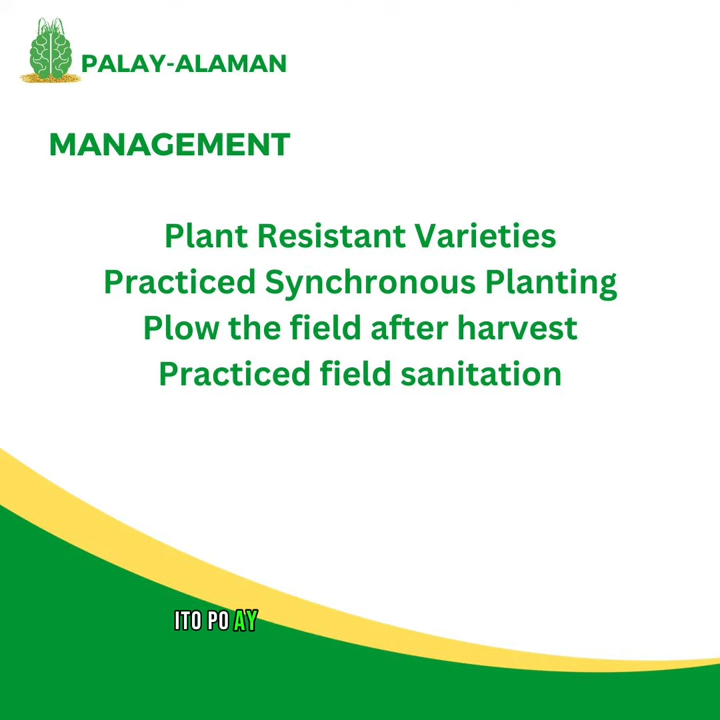 PALAY-ALAMAN
MANAGEMENT
Plant Resistant Varieties
Practiced Synchronous Planting
Plow the field after harvest
Practiced field sanitation
ITO PO AY